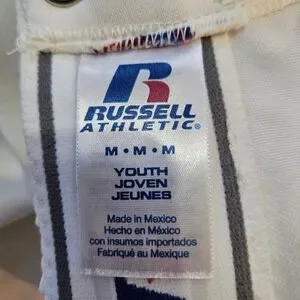 RUSSELL
ATHLETIC®
M • M • M
YOUTH
JOVEN
JEUNES
Made in Mexico
Hecho en México
con insumos importados
Fabriqué au Mexique